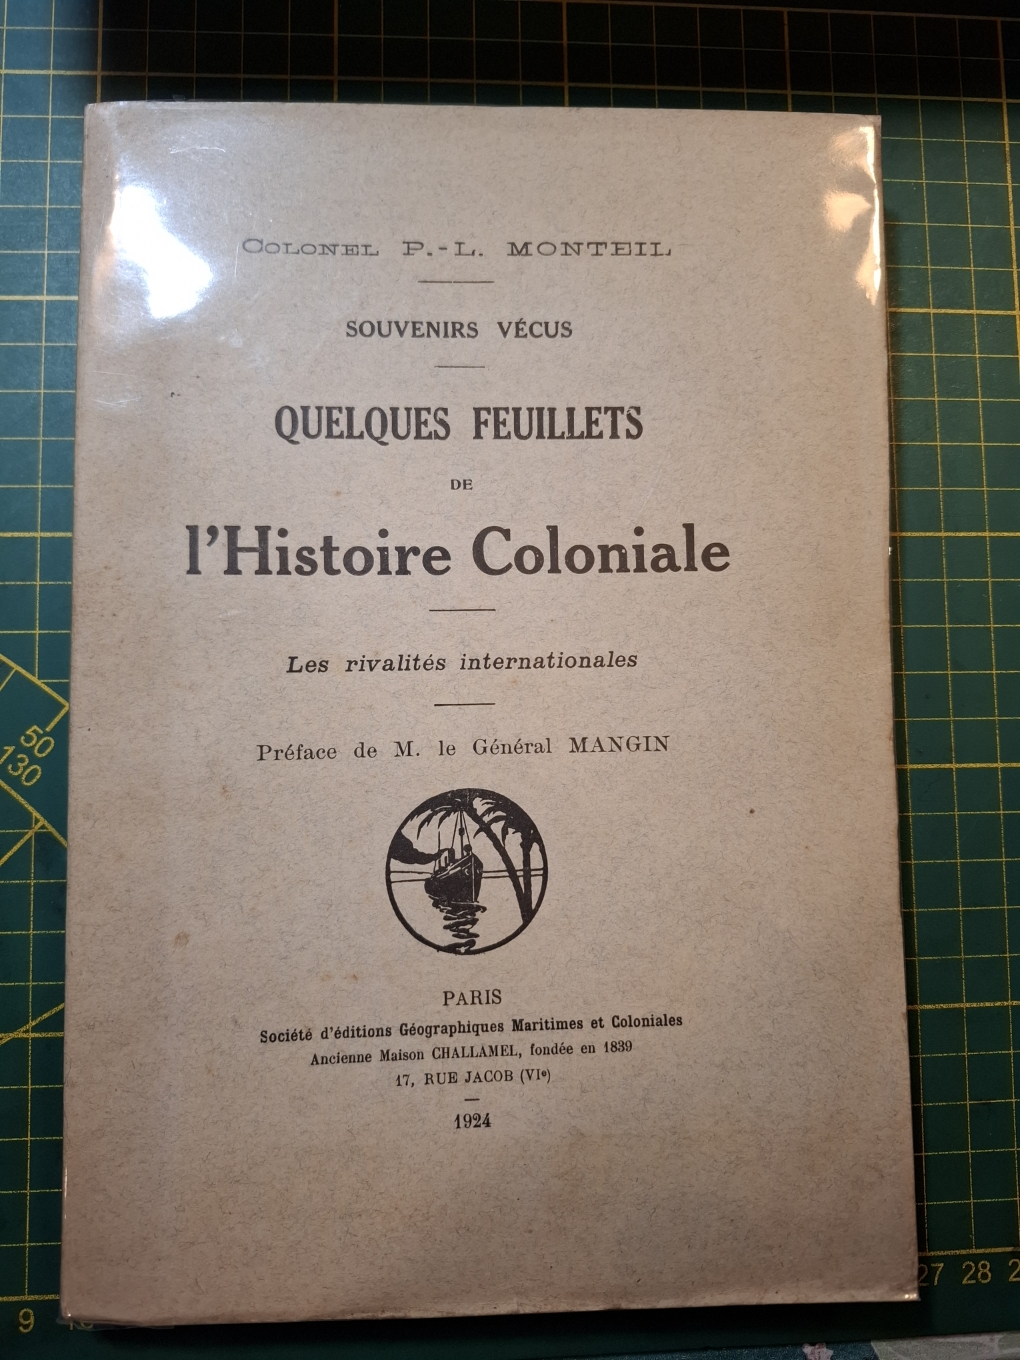 COLONEL P.-L. MONTEIL
SOUVENIRS VÉCUS
QUELQUES FEUILLETS
DE
l'Histoire Coloniale
Les rivalités internationales
Préface de M. le Général MANGIN
PARIS
Société d'éditions Géographiques Maritimes et Coloniales
Ancienne Maison CHALLAMEL, fondée en 1839
17, RUE JACOB (VIe)
1924
50
130
27 28 2
9